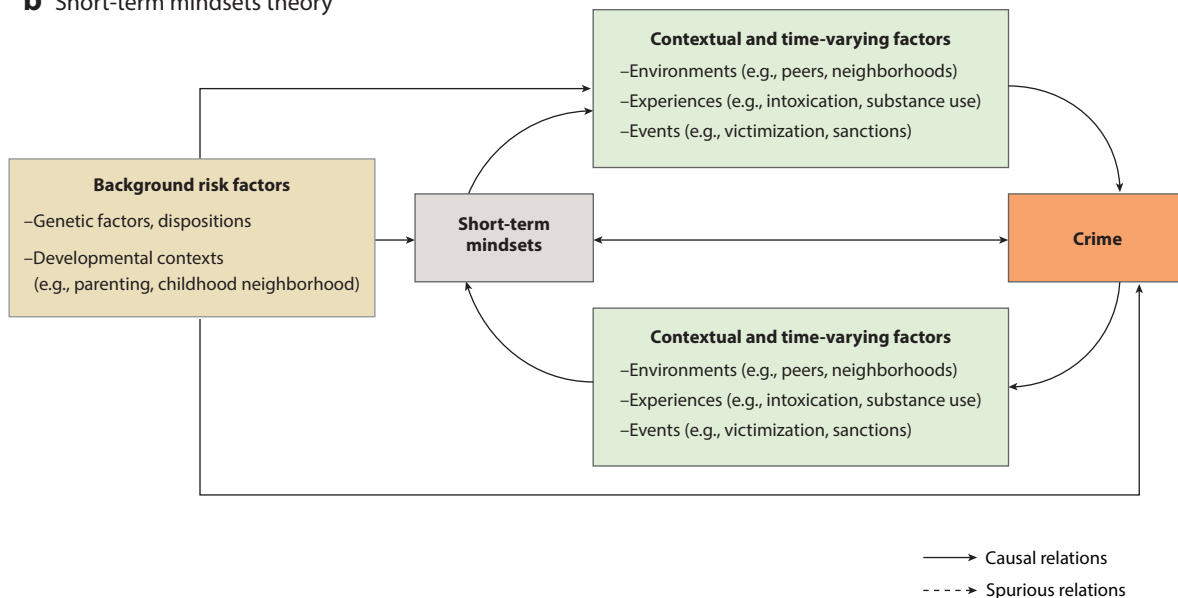 b Short-term mindsets theory
Contextual and time-varying factors
–Environments (e.g., peers, neighborhoods)
–Experiences (e.g., intoxication, substance use)
–Events (e.g., victimization, sanctions)
Background risk factors
–Genetic factors, dispositions
–Developmental contexts
(e.g., parenting, childhood neighborhood)
Short-term
mindsets
Crime
Contextual and time-varying factors
–Environments (e.g., peers, neighborhoods)
–Experiences (e.g., intoxication, substance use)
–Events (e.g., victimization, sanctions)
Causal relations
Spurious relations